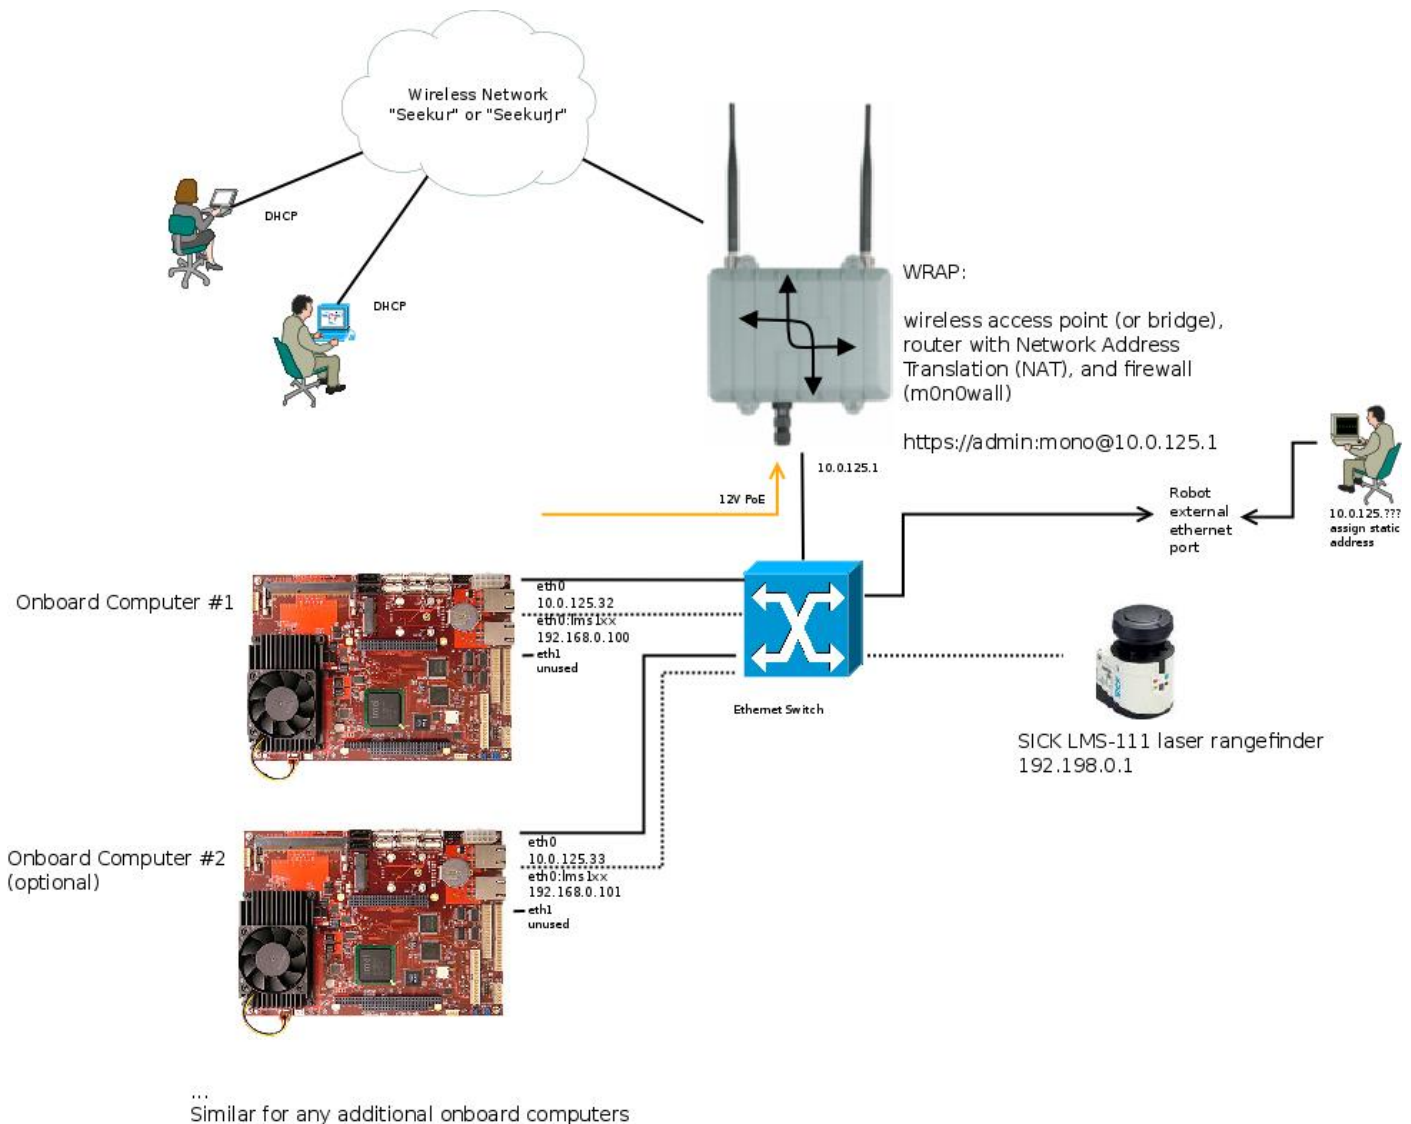 Wireless Network
"Seekur" or "SeekurJr"
DHCP
DHCP
WRAP:
wireless access point (or bridge),
router with Network Address
Translation (NAT), and firewall
(m0n0wall)
https://admin:mono@10.0.125.1
10.0.125.1
12V PoE
Robot
external
ethernet
port
10.0.125.???
assign static
address
Onboard Computer #1
eth0
10.0.125.32
eth0:lms1xx
192.168.0.100
eth1
unused
Ethernet Switch
SICK
SICK LMS-111 laser rangefinder
192.198.0.1
Onboard Computer #2
(optional)
eth0
10.0.125.33
eth0:lms1xx
192.168.0.101
eth1
unused
...
Similar for any additional onboard computers